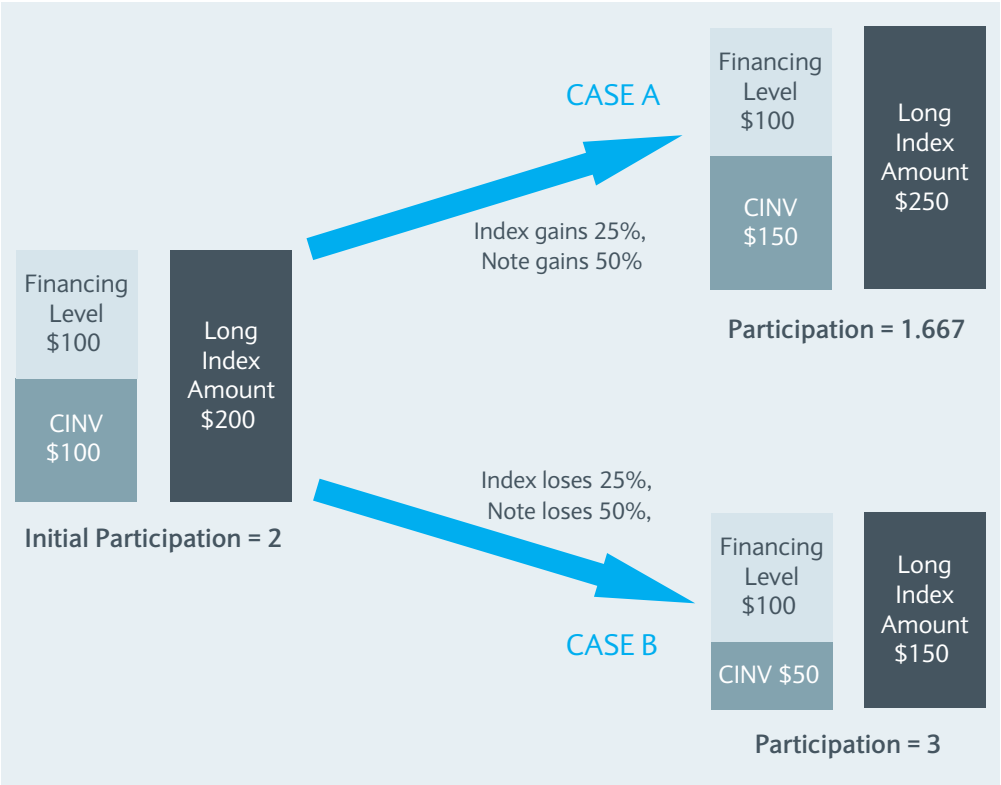 Financing
Level
$100
CINV
$100
Long
Index
Amount
$200
Initial Participation = 2
CASE A
Index gains 25%,
Note gains 50%
Financing
Level
$100
CINV
$150
Long
Index
Amount
$250
Participation = 1.667
Index loses 25%,
Note loses 50%,
CASE B
Financing
Level
$100
CINV $50
Long
Index
Amount
$150
Participation = 3